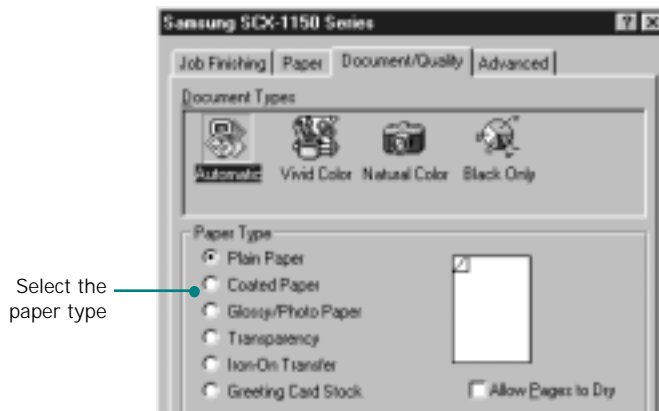 Samsung SCX-1150 Series
Job Finishing Paper Document/Quality Advanced
Document Types
Automatic Vivid Color Natural Color Black Only
Paper Type
Plain Paper
Select the
paper type
Coated Paper
Glossy/Photo Paper
Transparency
Iron-On Transfer
Greeting Card Stock
Allow Pages to Dry